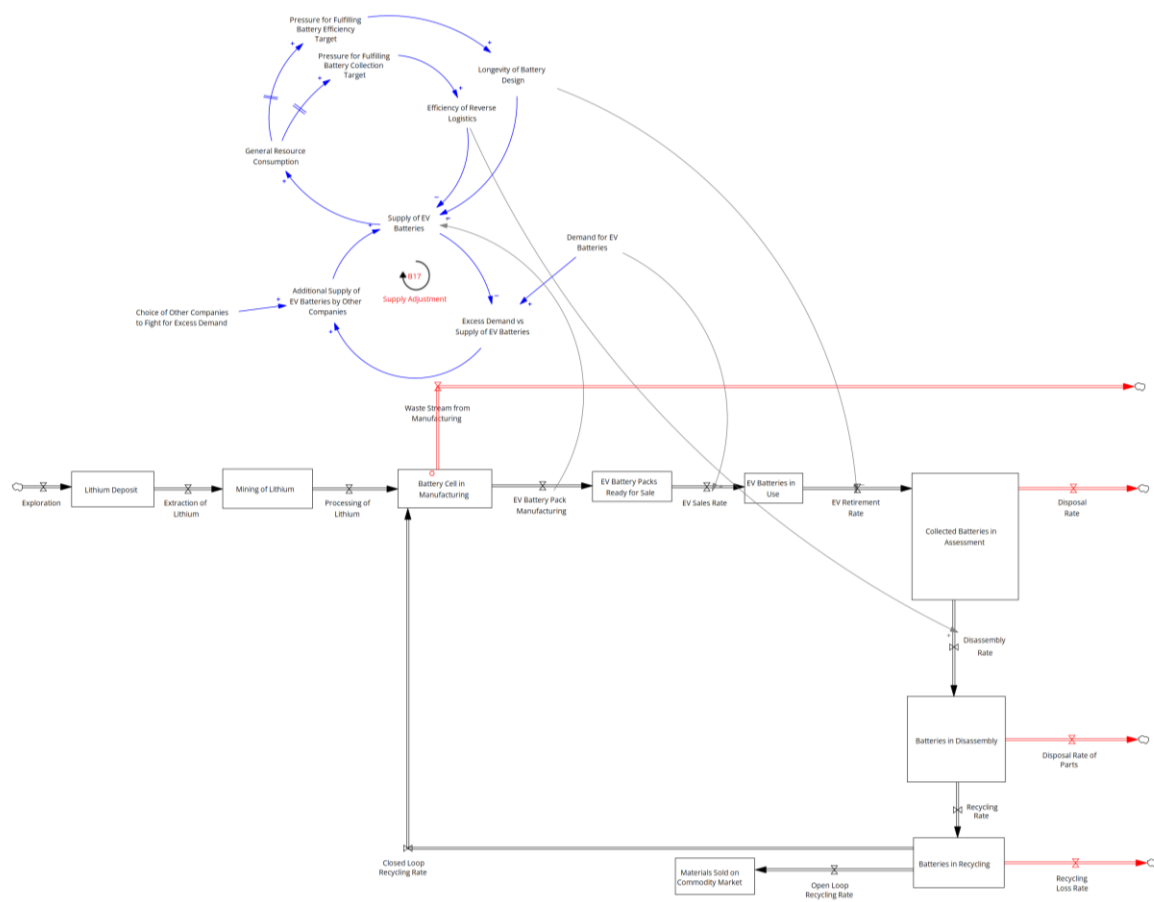 Pressure for Fulfilling
Battery Efficiency
Target
Pressure for Fulfilling
Battery Collection
Target
Longevity of Battery
Design
Efficiency of Reverse
Logistics
General Resource
Consumption
Supply of EV
Batteries
Demand for EV
Batteries
B17
Supply Adjustment
Additional Supply of
EV Batteries by Other
Companies
Choice of Other Companies
to Fight for Excess Demand
Excess Demand vs
Supply of EV Batteries
Waste Stream from
Manufacturing
Exploration
Lithium Deposit
Extraction of
Lithium
Mining of Lithium
Processing of
Lithium
Battery Cell in
Manufacturing
EV Battery Pack
Manufacturing
EV Battery Packs
Ready for Sale
EV Sales Rate
EV Batteries in
Use
EV Retirement
Rate
Collected Batteries in
Assessment
Disposal
Rate
Disassembly
Rate
Batteries in Disassembly
Disposal Rate of
Parts
Recycling
Rate
Batteries in Recycling
Recycling
Loss Rate
Closed Loop
Recycling Rate
Materials Sold on
Commodity Market
Open Loop
Recycling Rate